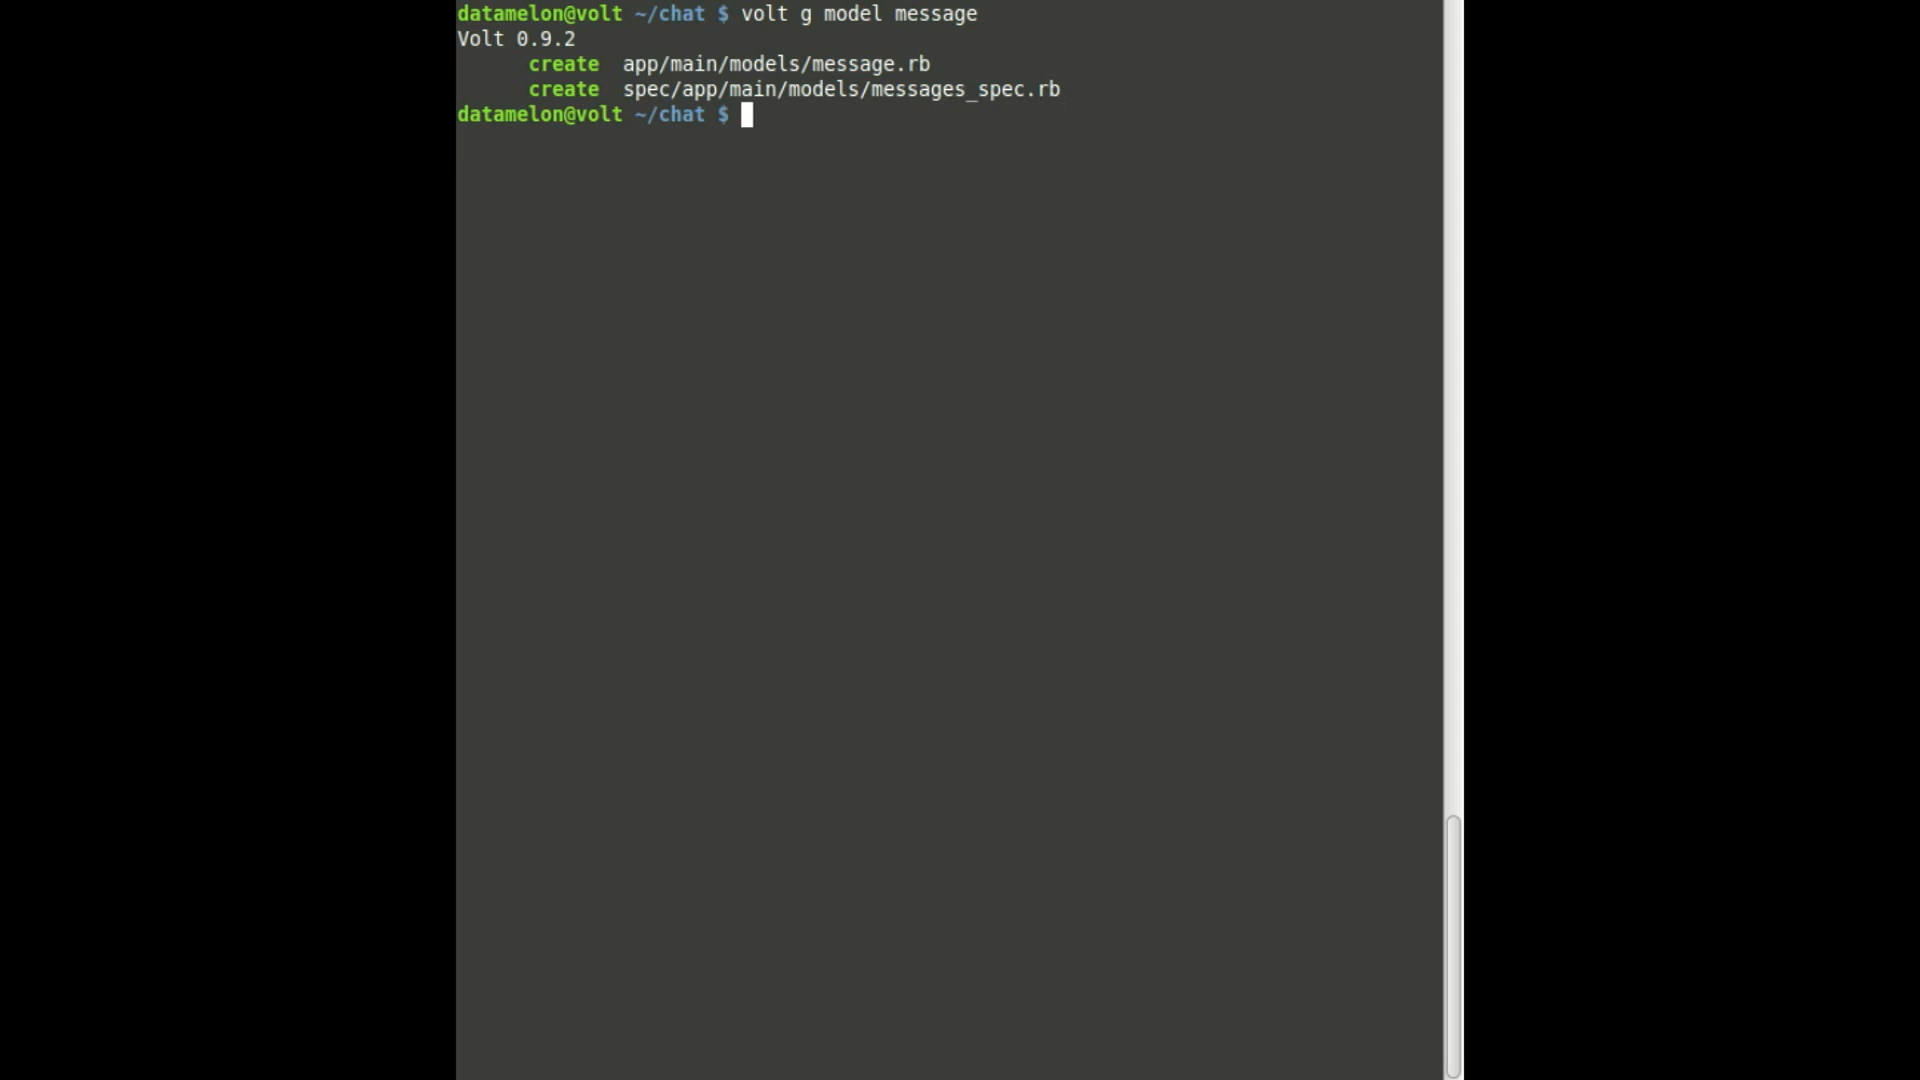 datamelon@volt ~/chat $ volt g model message
Volt 0.9.2
create app/main/models/message.rb
create spec/app/main/models/messages_spec.rb
datamelon@volt ~/chat $